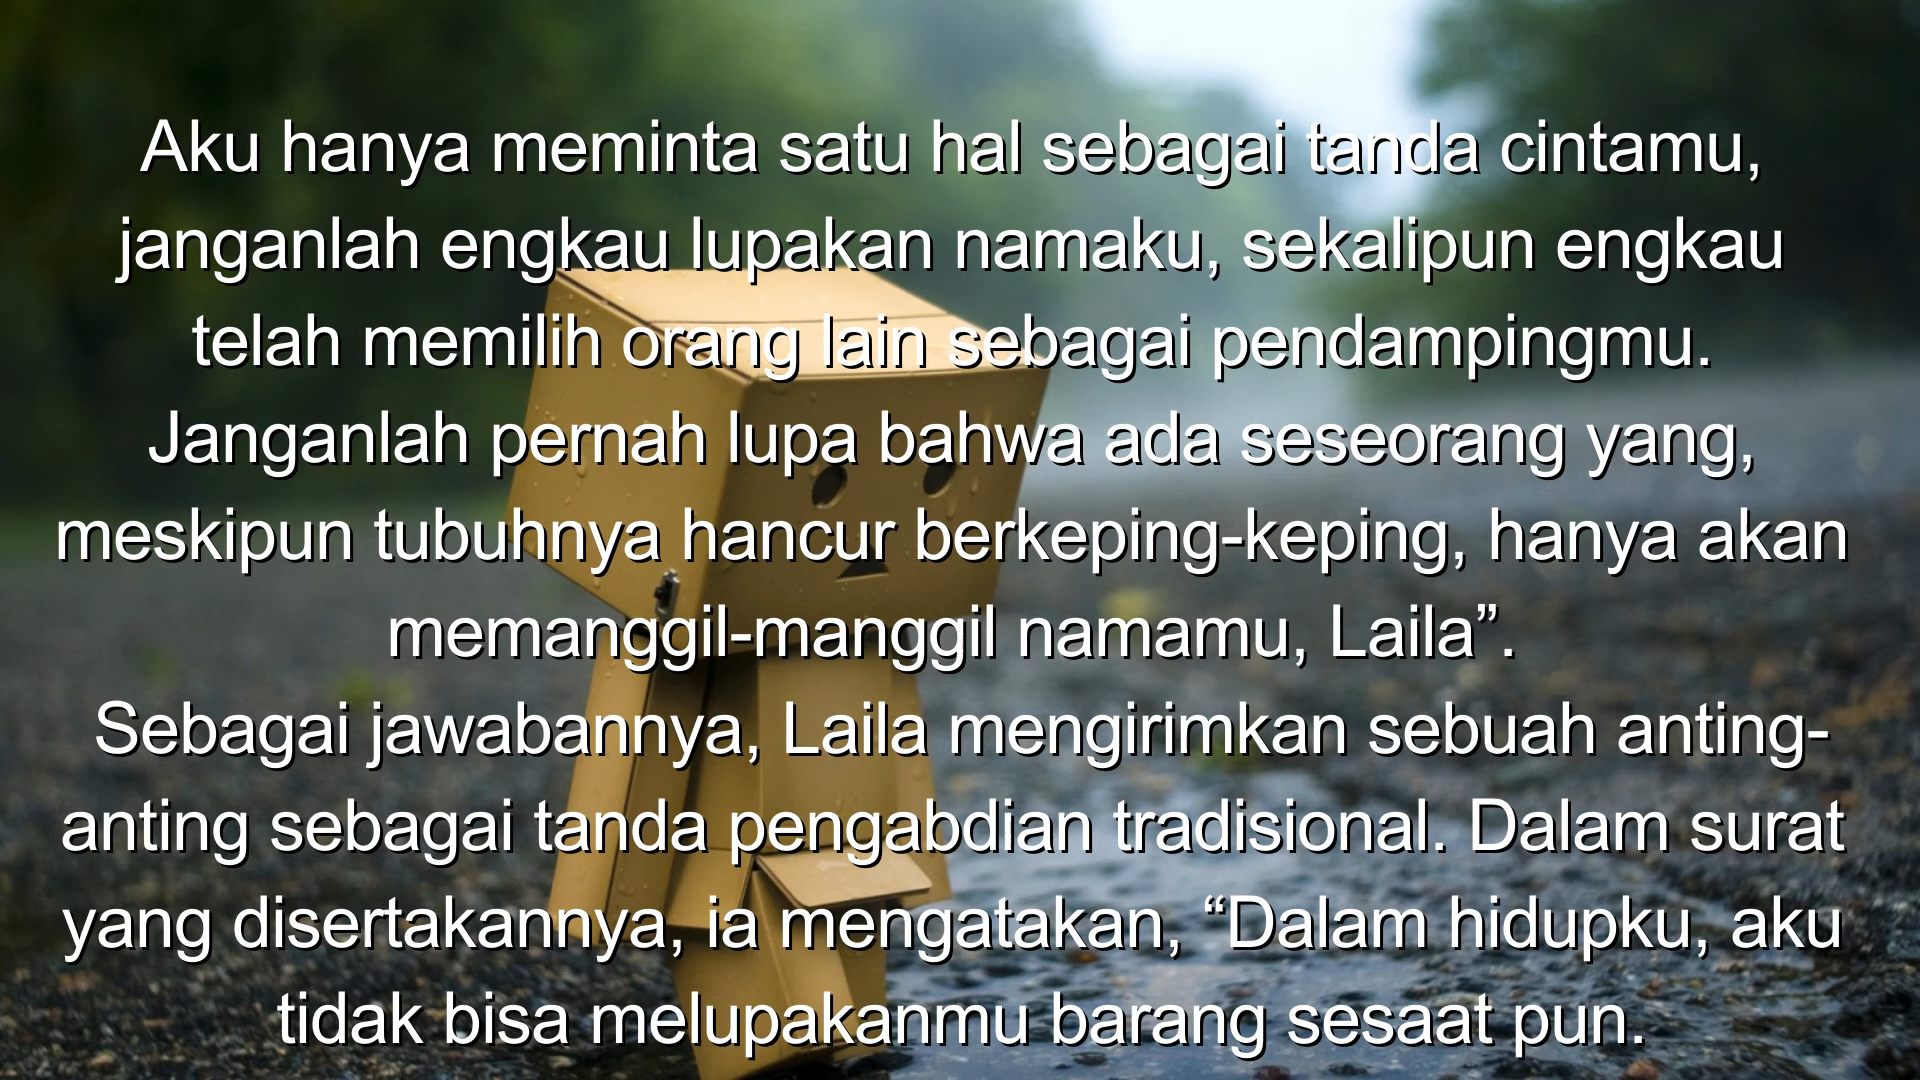 Aku hanya meminta satu hal sebagai tanda cintamu,
janganlah engkau lupakan namaku, sekalipun engkau
telah memilih orang lain sebagai pendampingmu.
Janganlah pernah lupa bahwa ada seseorang yang,
meskipun tubuhnya hancur berkeping-keping, hanya akan
memanggil-manggil namamu, Laila”.
Sebagai jawabannya, Laila mengirimkan sebuah anting-
anting sebagai tanda pengabdian tradisional. Dalam surat
yang disertakannya, ia mengatakan, “Dalam hidupku, aku
tidak bisa melupakanmu barang sesaat pun.